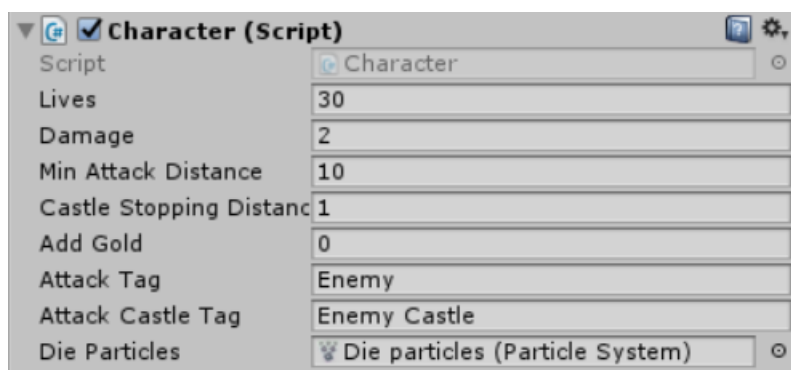 Character (Script)
Script Character
Lives 30
Damage 2
Min Attack Distance 10
Castle Stopping Distanc 1
Add Gold 0
Attack Tag Enemy
Attack Castle Tag Enemy Castle
Die Particles Die particles (Particle System)